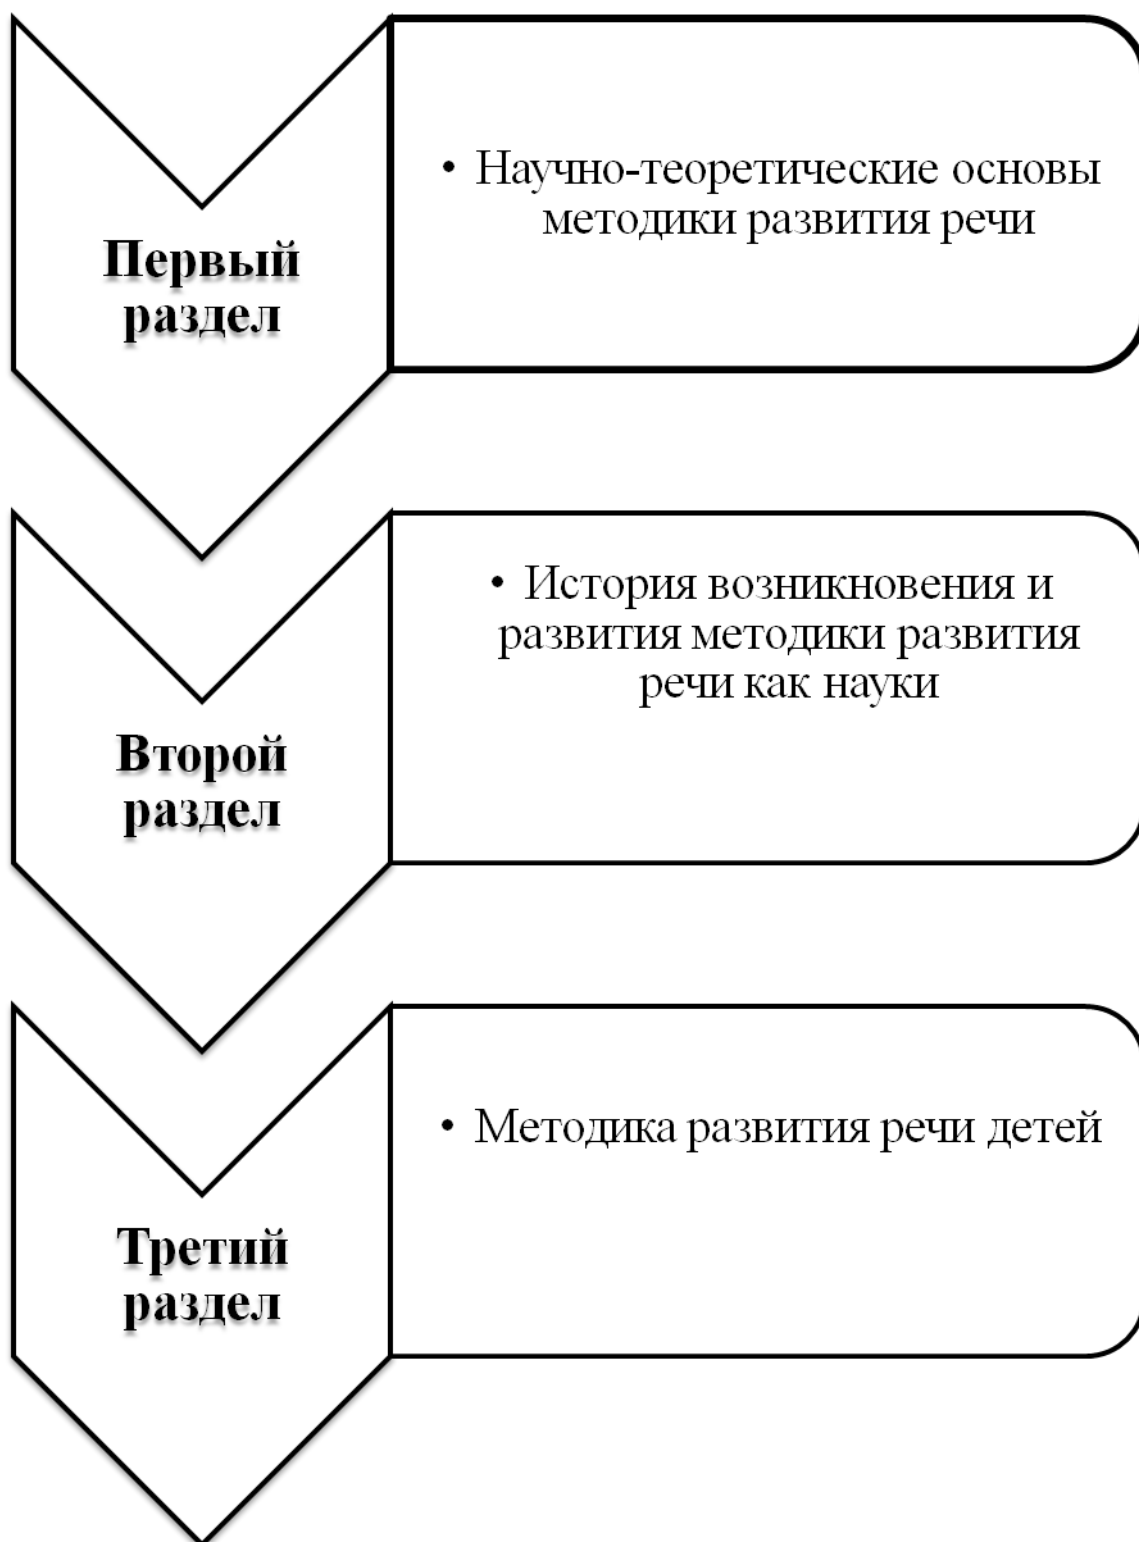 Первый
раздел
• Научно-теоретические основы
методики развития речи
Второй
раздел
• История возникновения и
развития методики развития
речи как науки
Третий
раздел
• Методика развития речи детей